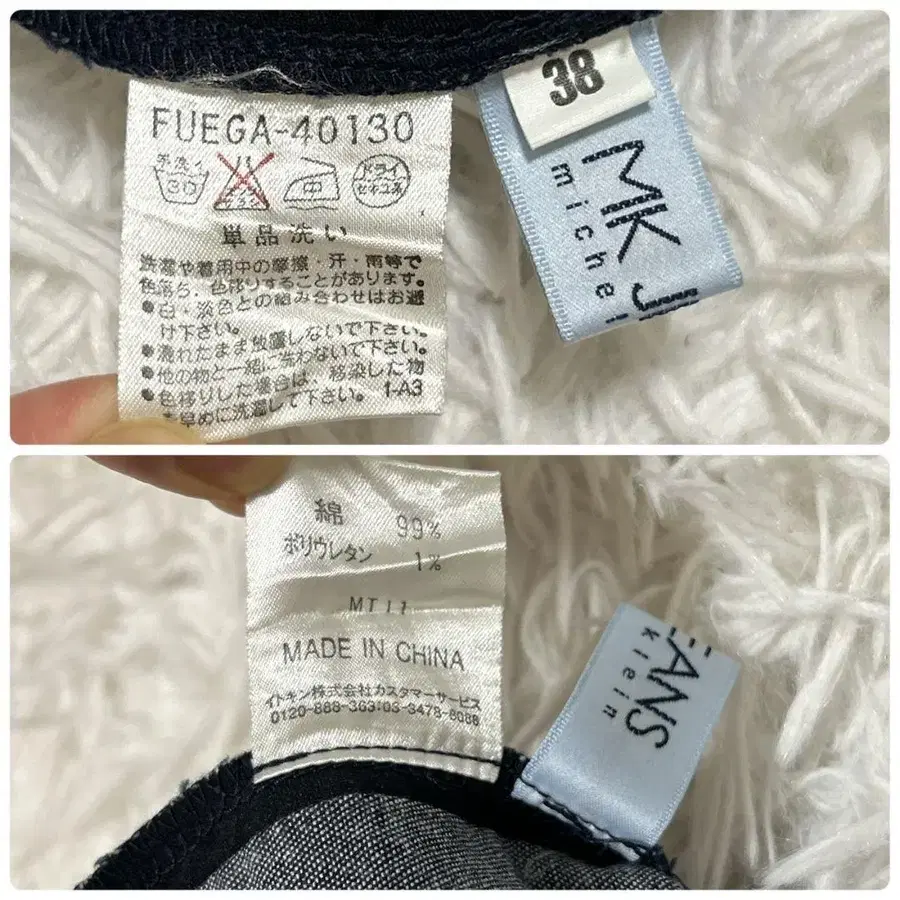 FUEGA-40130
手洗イ
30
中
ドライ
セキユ系
単品洗い
洗濯や着用中の摩擦・汗・雨等で
色落ち、色移りすることがあります。
●白・淡色との組み合わせはお避
け下さい。
●濡れたまま放置しないで下さい。
●他の物と一緒に洗わないで下さい。
●色移りした場合は、移染した物
を早めに洗濯して下さい。 1-A3
38
MK J
michel
綿 99%
ポリウレタン 1%
MT11
MADE IN CHINA
イトキン株式会社カスタマーサービス
0120-888-363:03-3478-8088
EANS
klein